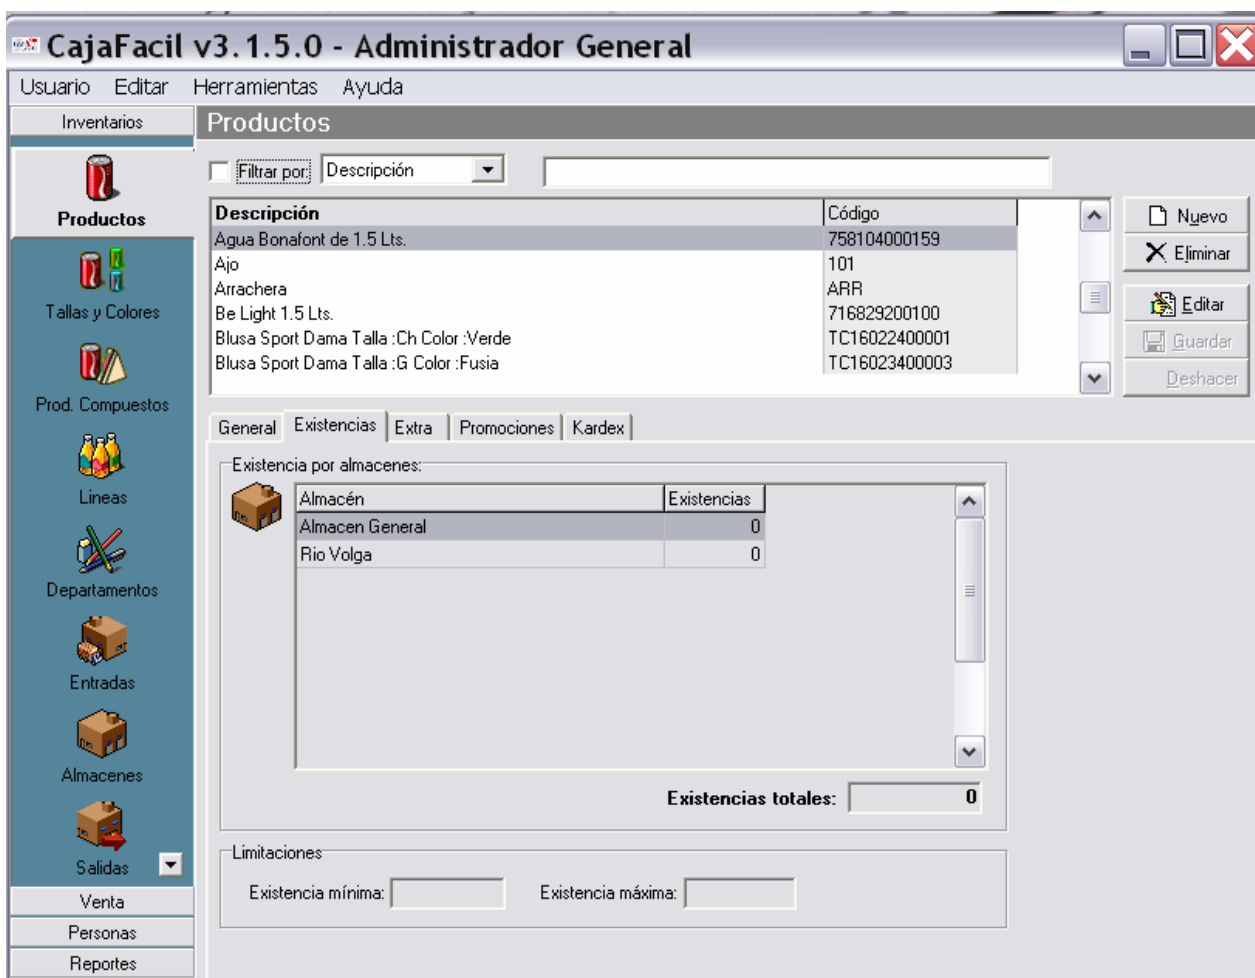 CajaFacil v3.1.5.0 - Administrador General
Usuario Editar Herramientas Ayuda
Inventarios
Productos
Tallas y Colores
Prod. Compuestos
Lineas
Departamentos
Entradas
Almacenes
Salidas
Venta
Personas
Reportes
Productos
Filtrar por: Descripción
Descripción Código
Agua Bonafont de 1.5 Lts. 758104000159
Ajo 101
Arrachera ARR
Be Light 1.5 Lts. 716829200100
Blusa Sport Dama Talla :Ch Color :Verde TC16022400001
Blusa Sport Dama Talla :G Color :Fusia TC16023400003
Nuevo
Eliminar
Editar
Guardar
Deshacer
General Existencias Extra Promociones Kardex
Existencia por almacenes:
Almacén Existencias
Almacen General 0
Rio Volga 0
Existencias totales: 0
Limitaciones
Existencia mínima: Existencia máxima: